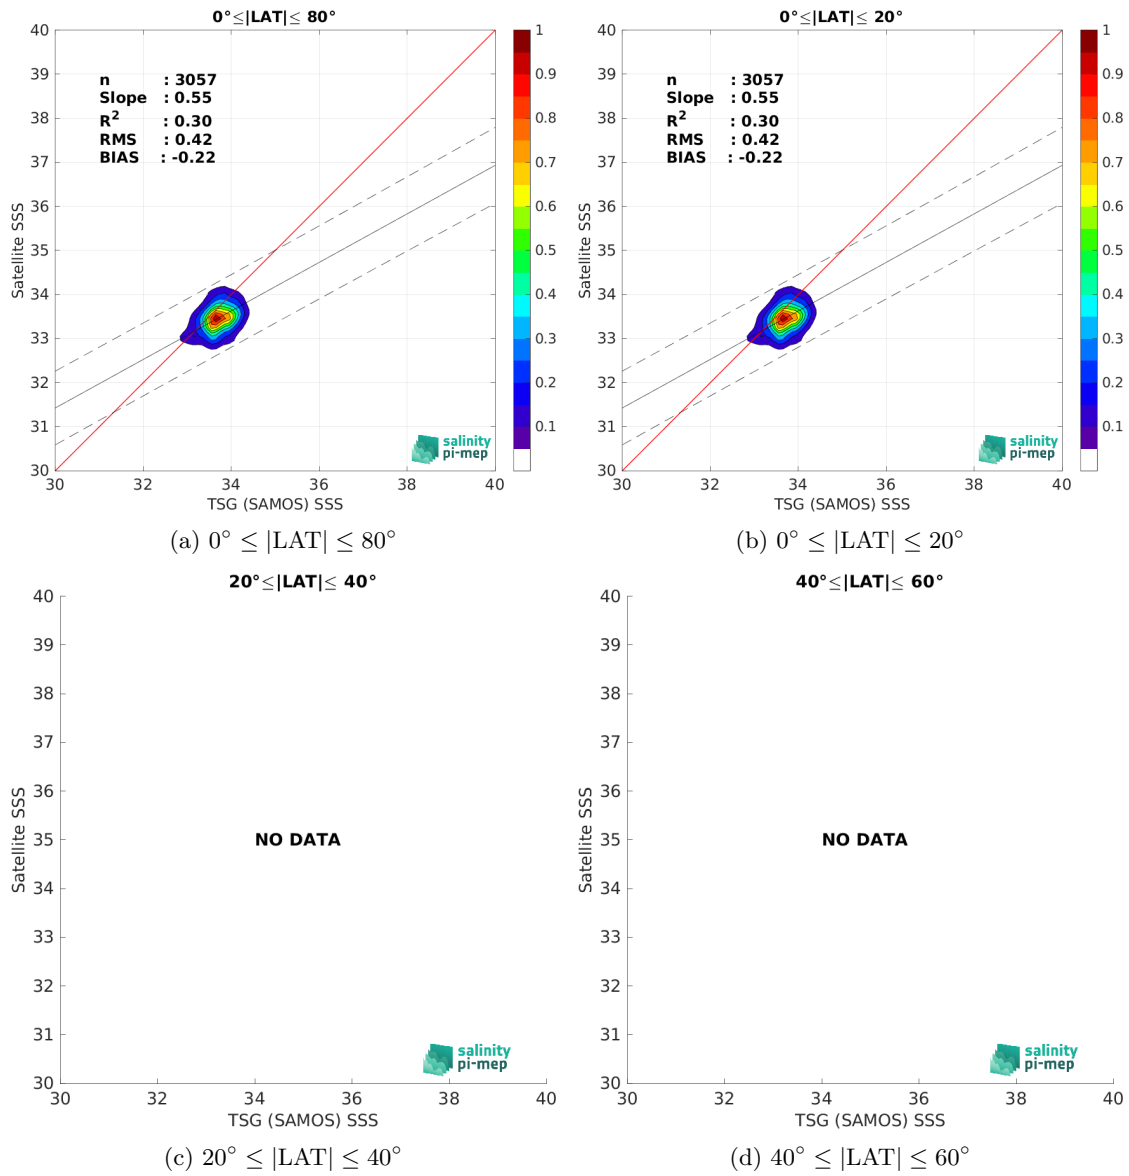 0°≤|LAT|≤ 80°
40
39
38
37
36
35
34
33
32
31
30
Satellite SSS
n : 3057
Slope : 0.55
R² : 0.30
RMS : 0.42
BIAS : -0.22
1
0.9
0.8
0.7
0.6
0.5
0.4
0.3
0.2
0.1
salinity
pi-mep
30 32 34 36 38 40
TSG (SAMOS) SSS
(a) 0° ≤ |LAT| ≤ 80°
0°≤|LAT|≤ 20°
40
39
38
37
36
35
34
33
32
31
30
Satellite SSS
n : 3057
Slope : 0.55
R² : 0.30
RMS : 0.42
BIAS : -0.22
1
0.9
0.8
0.7
0.6
0.5
0.4
0.3
0.2
0.1
salinity
pi-mep
30 32 34 36 38 40
TSG (SAMOS) SSS
(b) 0° ≤ |LAT| ≤ 20°
20°≤|LAT|≤ 40°
40
39
38
37
36
35
34
33
32
31
30
Satellite SSS
NO DATA
salinity
pi-mep
30 32 34 36 38 40
TSG (SAMOS) SSS
(c) 20° ≤ |LAT| ≤ 40°
40°≤|LAT|≤ 60°
40
39
38
37
36
35
34
33
32
31
30
Satellite SSS
NO DATA
salinity
pi-mep
30 32 34 36 38 40
TSG (SAMOS) SSS
(d) 40° ≤ |LAT| ≤ 60°